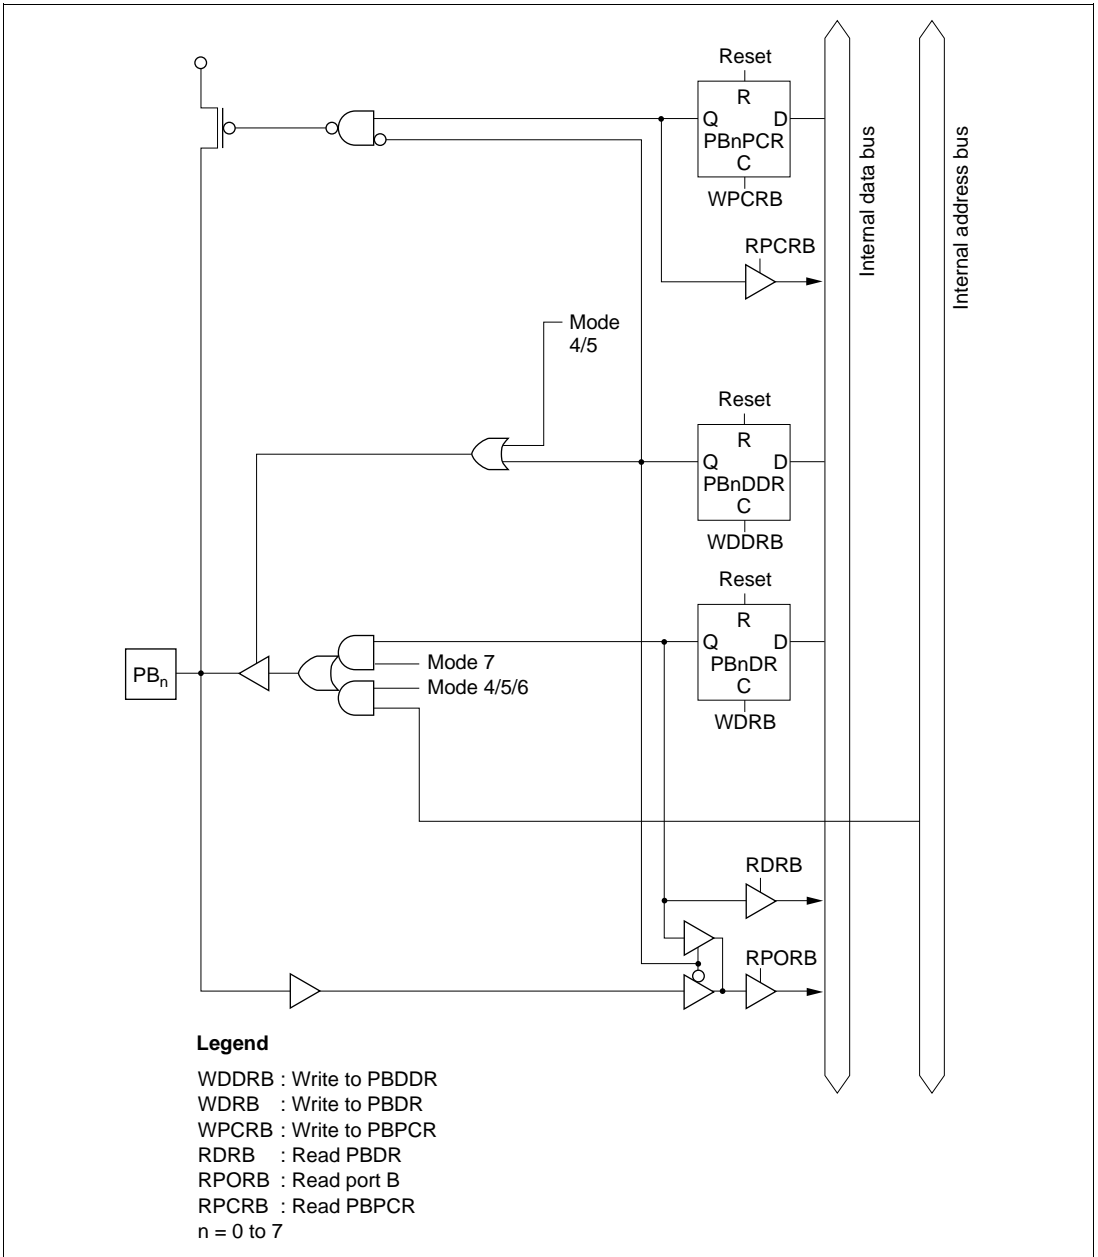 Reset
R
Q D
PBnPCR
C
WPCRB
Internal data bus
Internal address bus
RPCRB
Mode
4/5
Reset
R
Q D
PBnDDR
C
WDDRB
Reset
R
Q D
PBnDR
C
WDRB
PBn
Mode 7
Mode 4/5/6
RDRB
RPORB
Legend
WDDRB : Write to PBDDR
WDRB : Write to PBDR
WPCRB : Write to PBPCR
RDRB : Read PBDR
RPORB : Read port B
RPCRB : Read PBPCR
n = 0 to 7